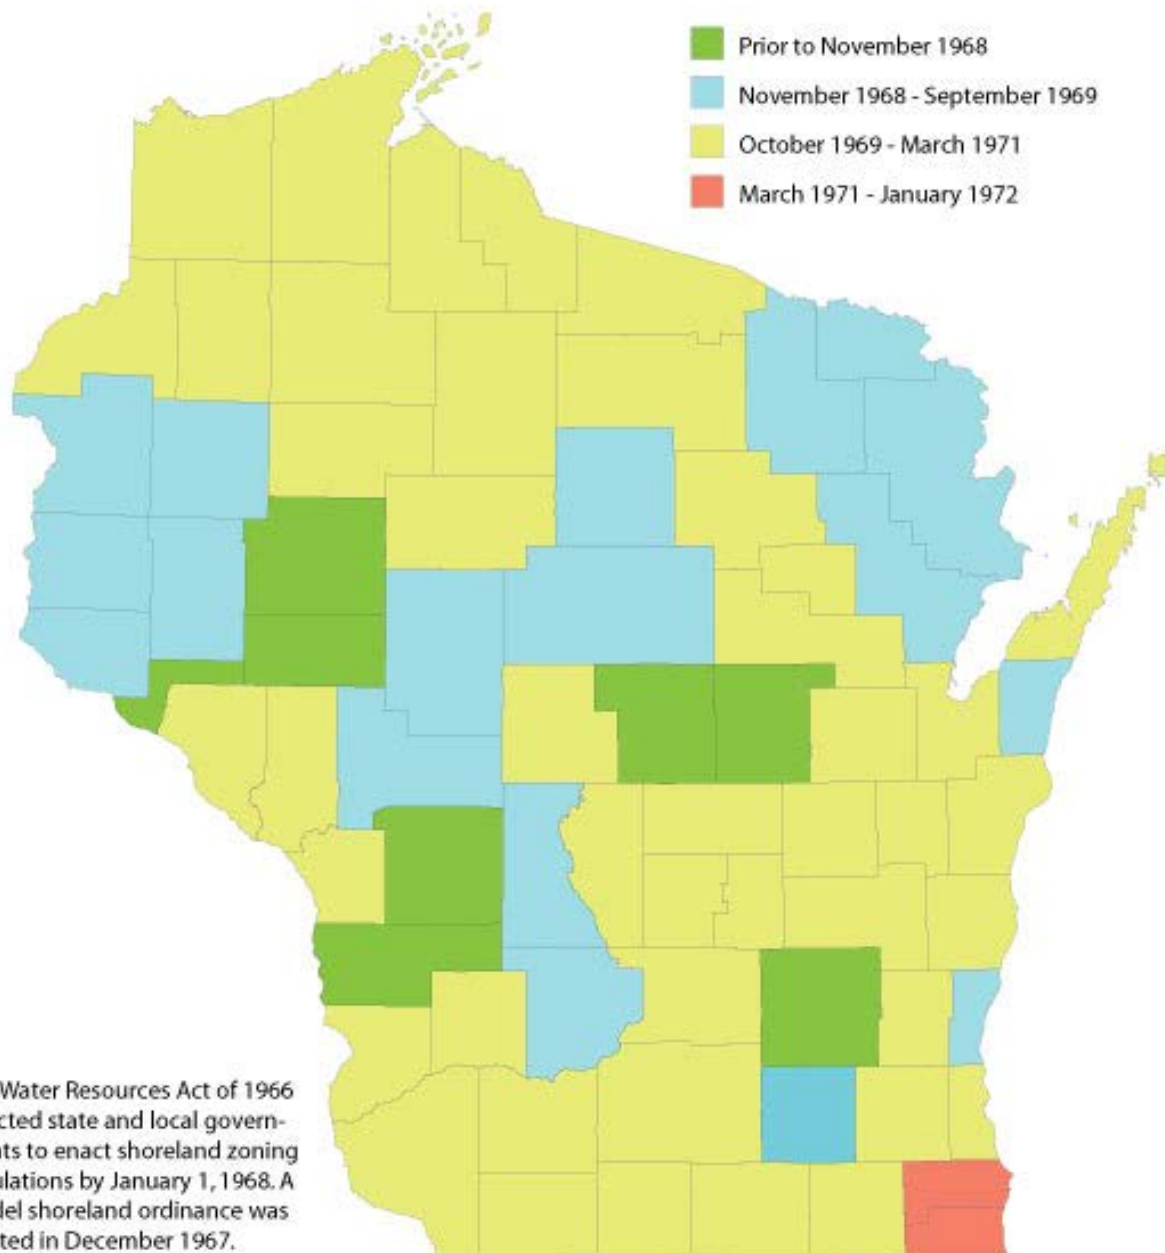 Prior to November 1968
November 1968 - September 1969
October 1969 - March 1971
March 1971 - January 1972
Water Resources Act of 1966
cted state and local govern-
ts to enact shoreland zoning
ulations by January 1, 1968. A
del shoreland ordinance was
ted in December 1967.